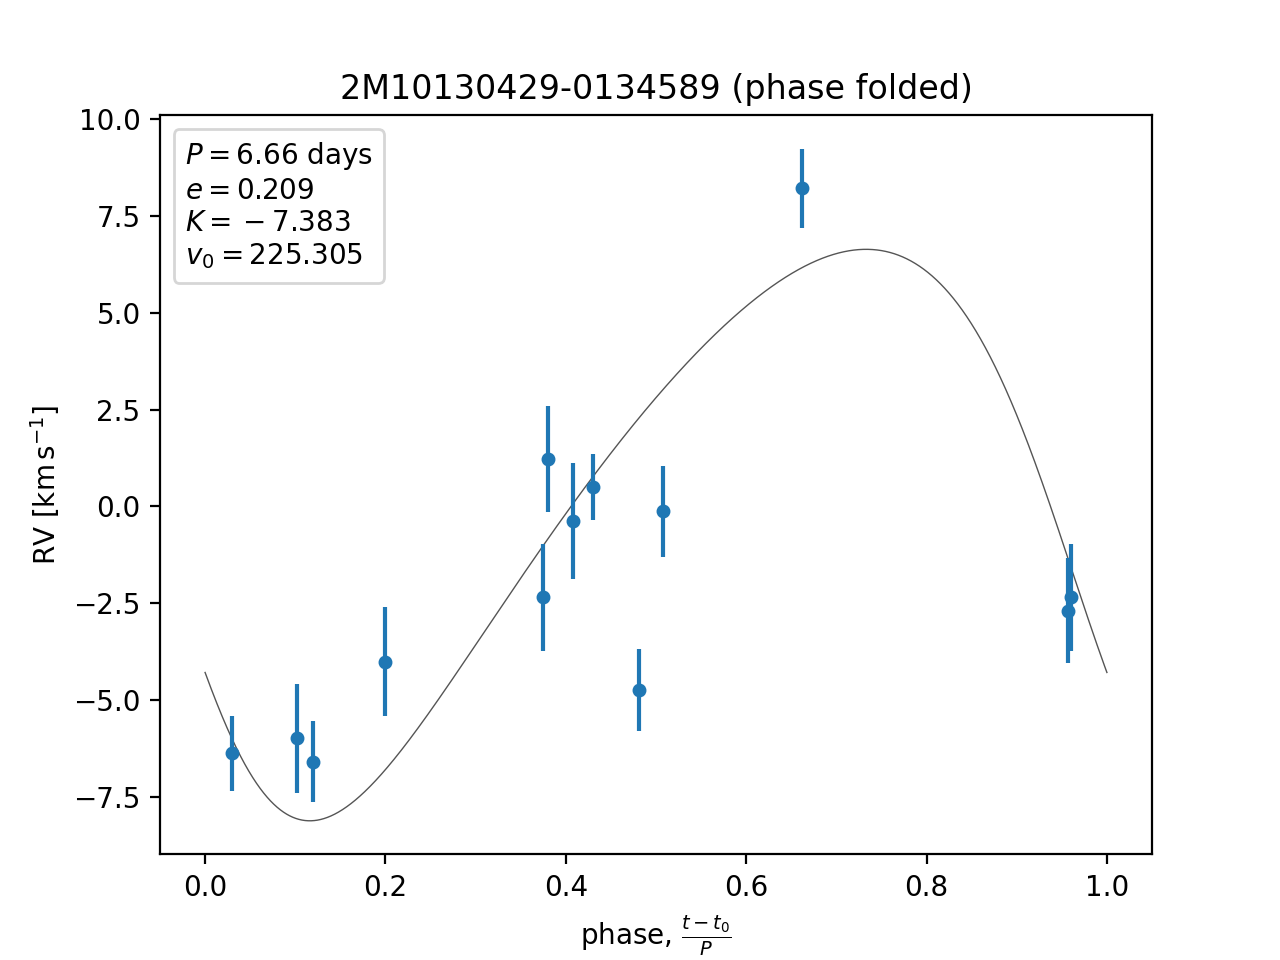 2M10130429-0134589 (phase folded)
P = 6.66 days
e = 0.209
K = −7.383
v₀ = 225.305
10.0
7.5
5.0
2.5
0.0
−2.5
−5.0
−7.5
RV [km s⁻¹]
0.0 0.2 0.4 0.6 0.8 1.0
phase, (t − t₀)/P